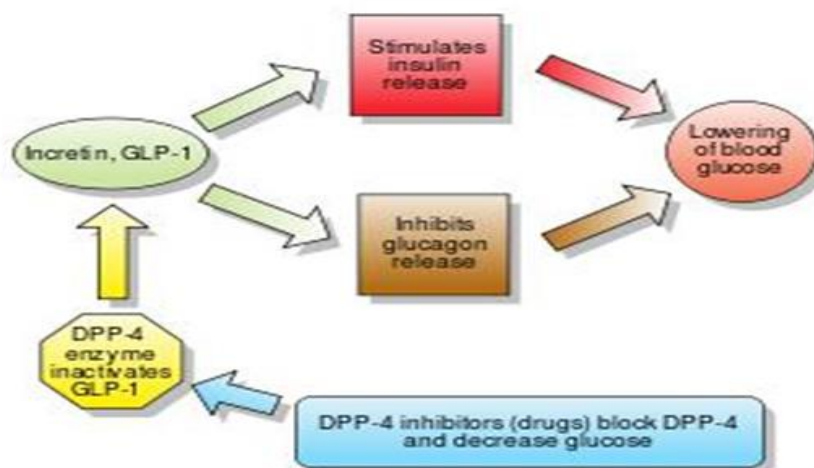 Stimulates
insulin
release
Incretin, GLP-1
Lowering
of blood
glucose
Inhibits
glucagon
release
DPP-4
enzyme
inactivates
GLP-1
DPP-4 inhibitors (drugs) block DPP-4
and decrease glucose